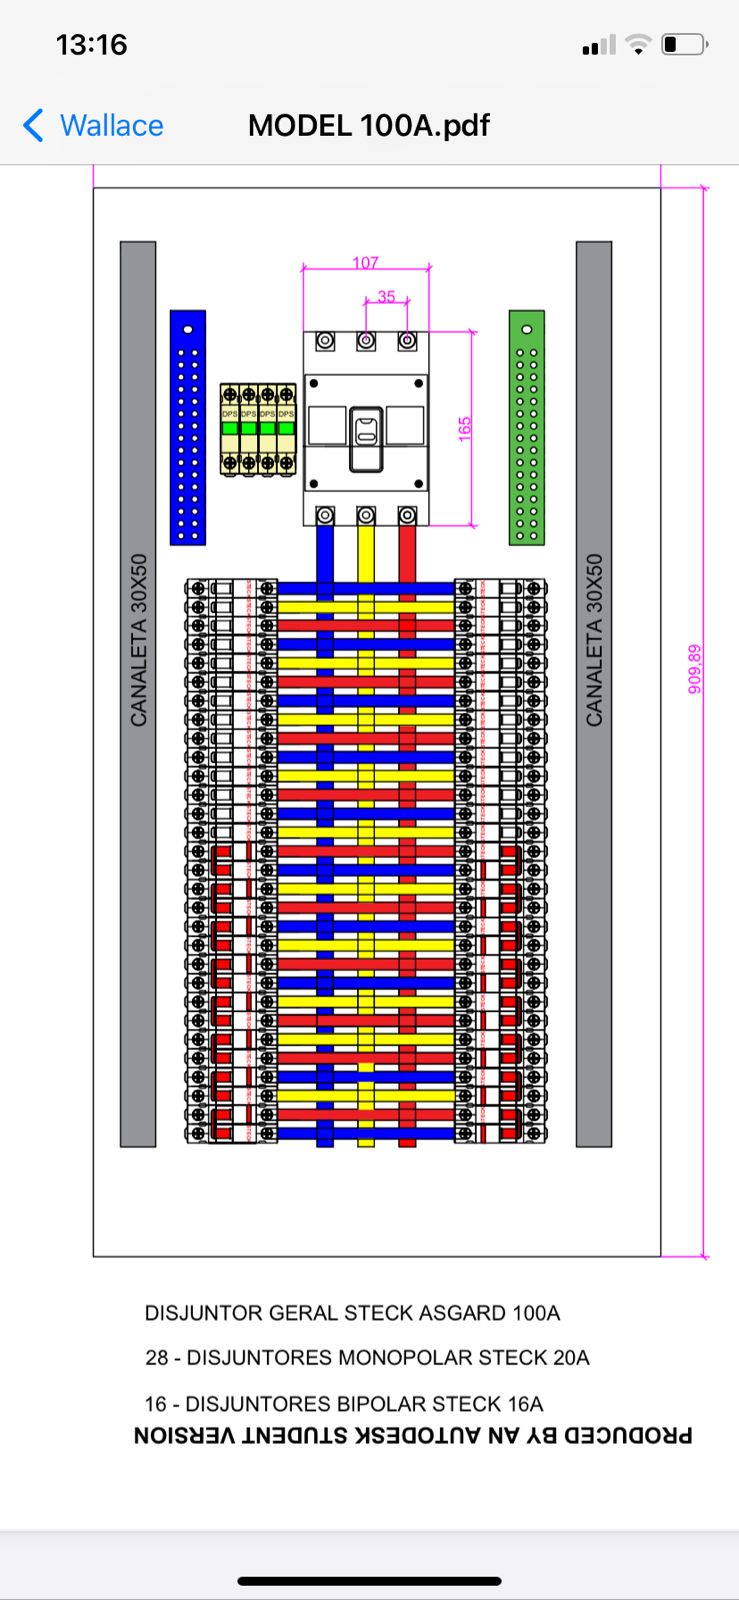 13:16
Wallace
MODEL 100A.pdf
107
35
DPS DPS DPS DPS
165
CANALETA 30X50
CANALETA 30X50
909,89
DISJUNTOR GERAL STECK ASGARD 100A
28 - DISJUNTORES MONOPOLAR STECK 20A
16 - DISJUNTORES BIPOLAR STECK 16A
PRODUCED BY AN AUTODESK STUDENT VERSION